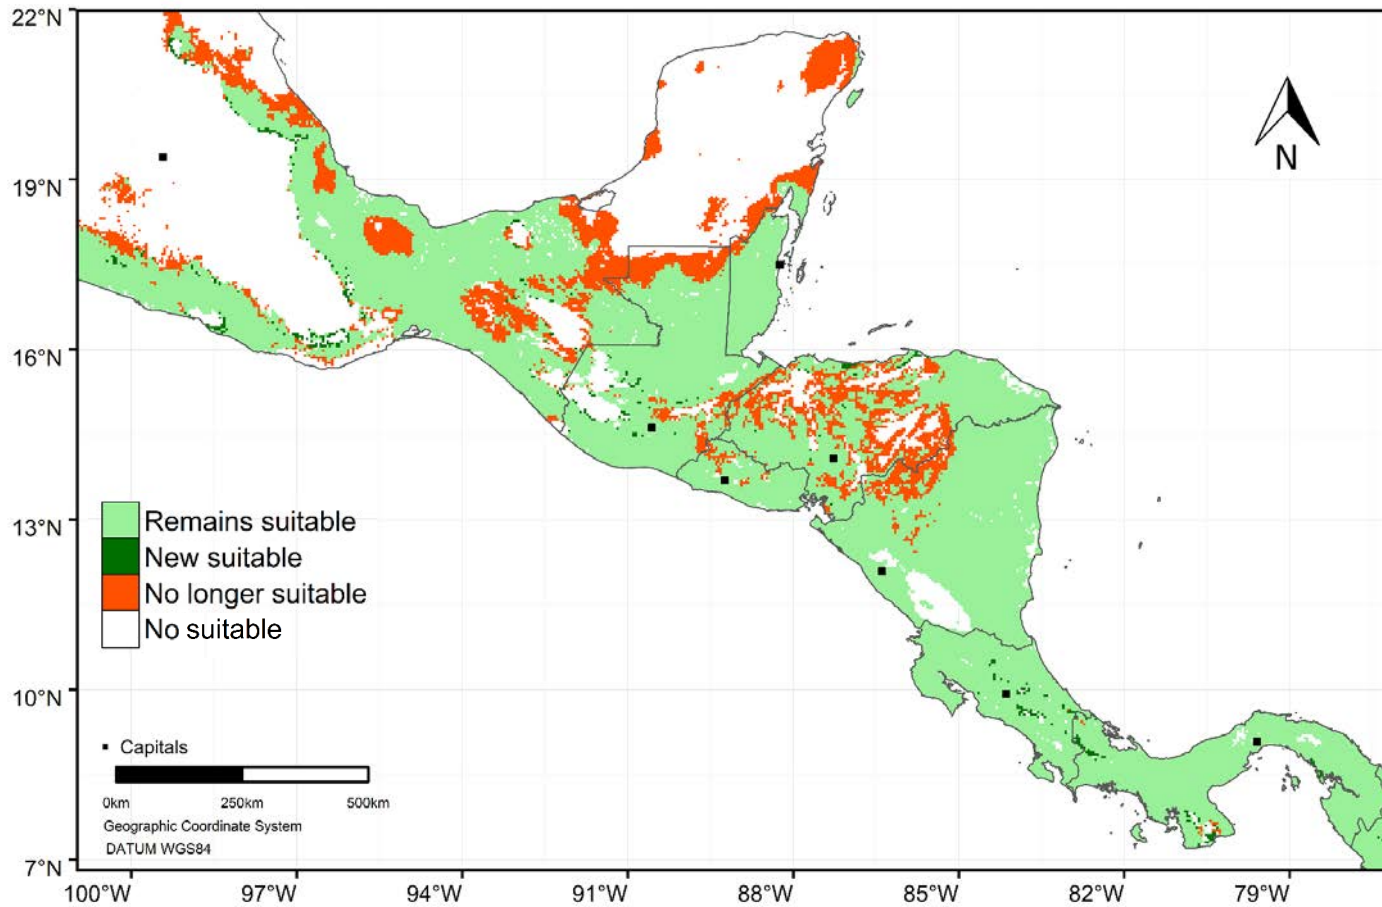 22°N
19°N
16°N
13°N
10°N
7°N
N
Remains suitable
New suitable
No longer suitable
No suitable
Capitals
0km 250km 500km
Geographic Coordinate System
DATUM WGS84
100°W 97°W 94°W 91°W 88°W 85°W 82°W 79°W